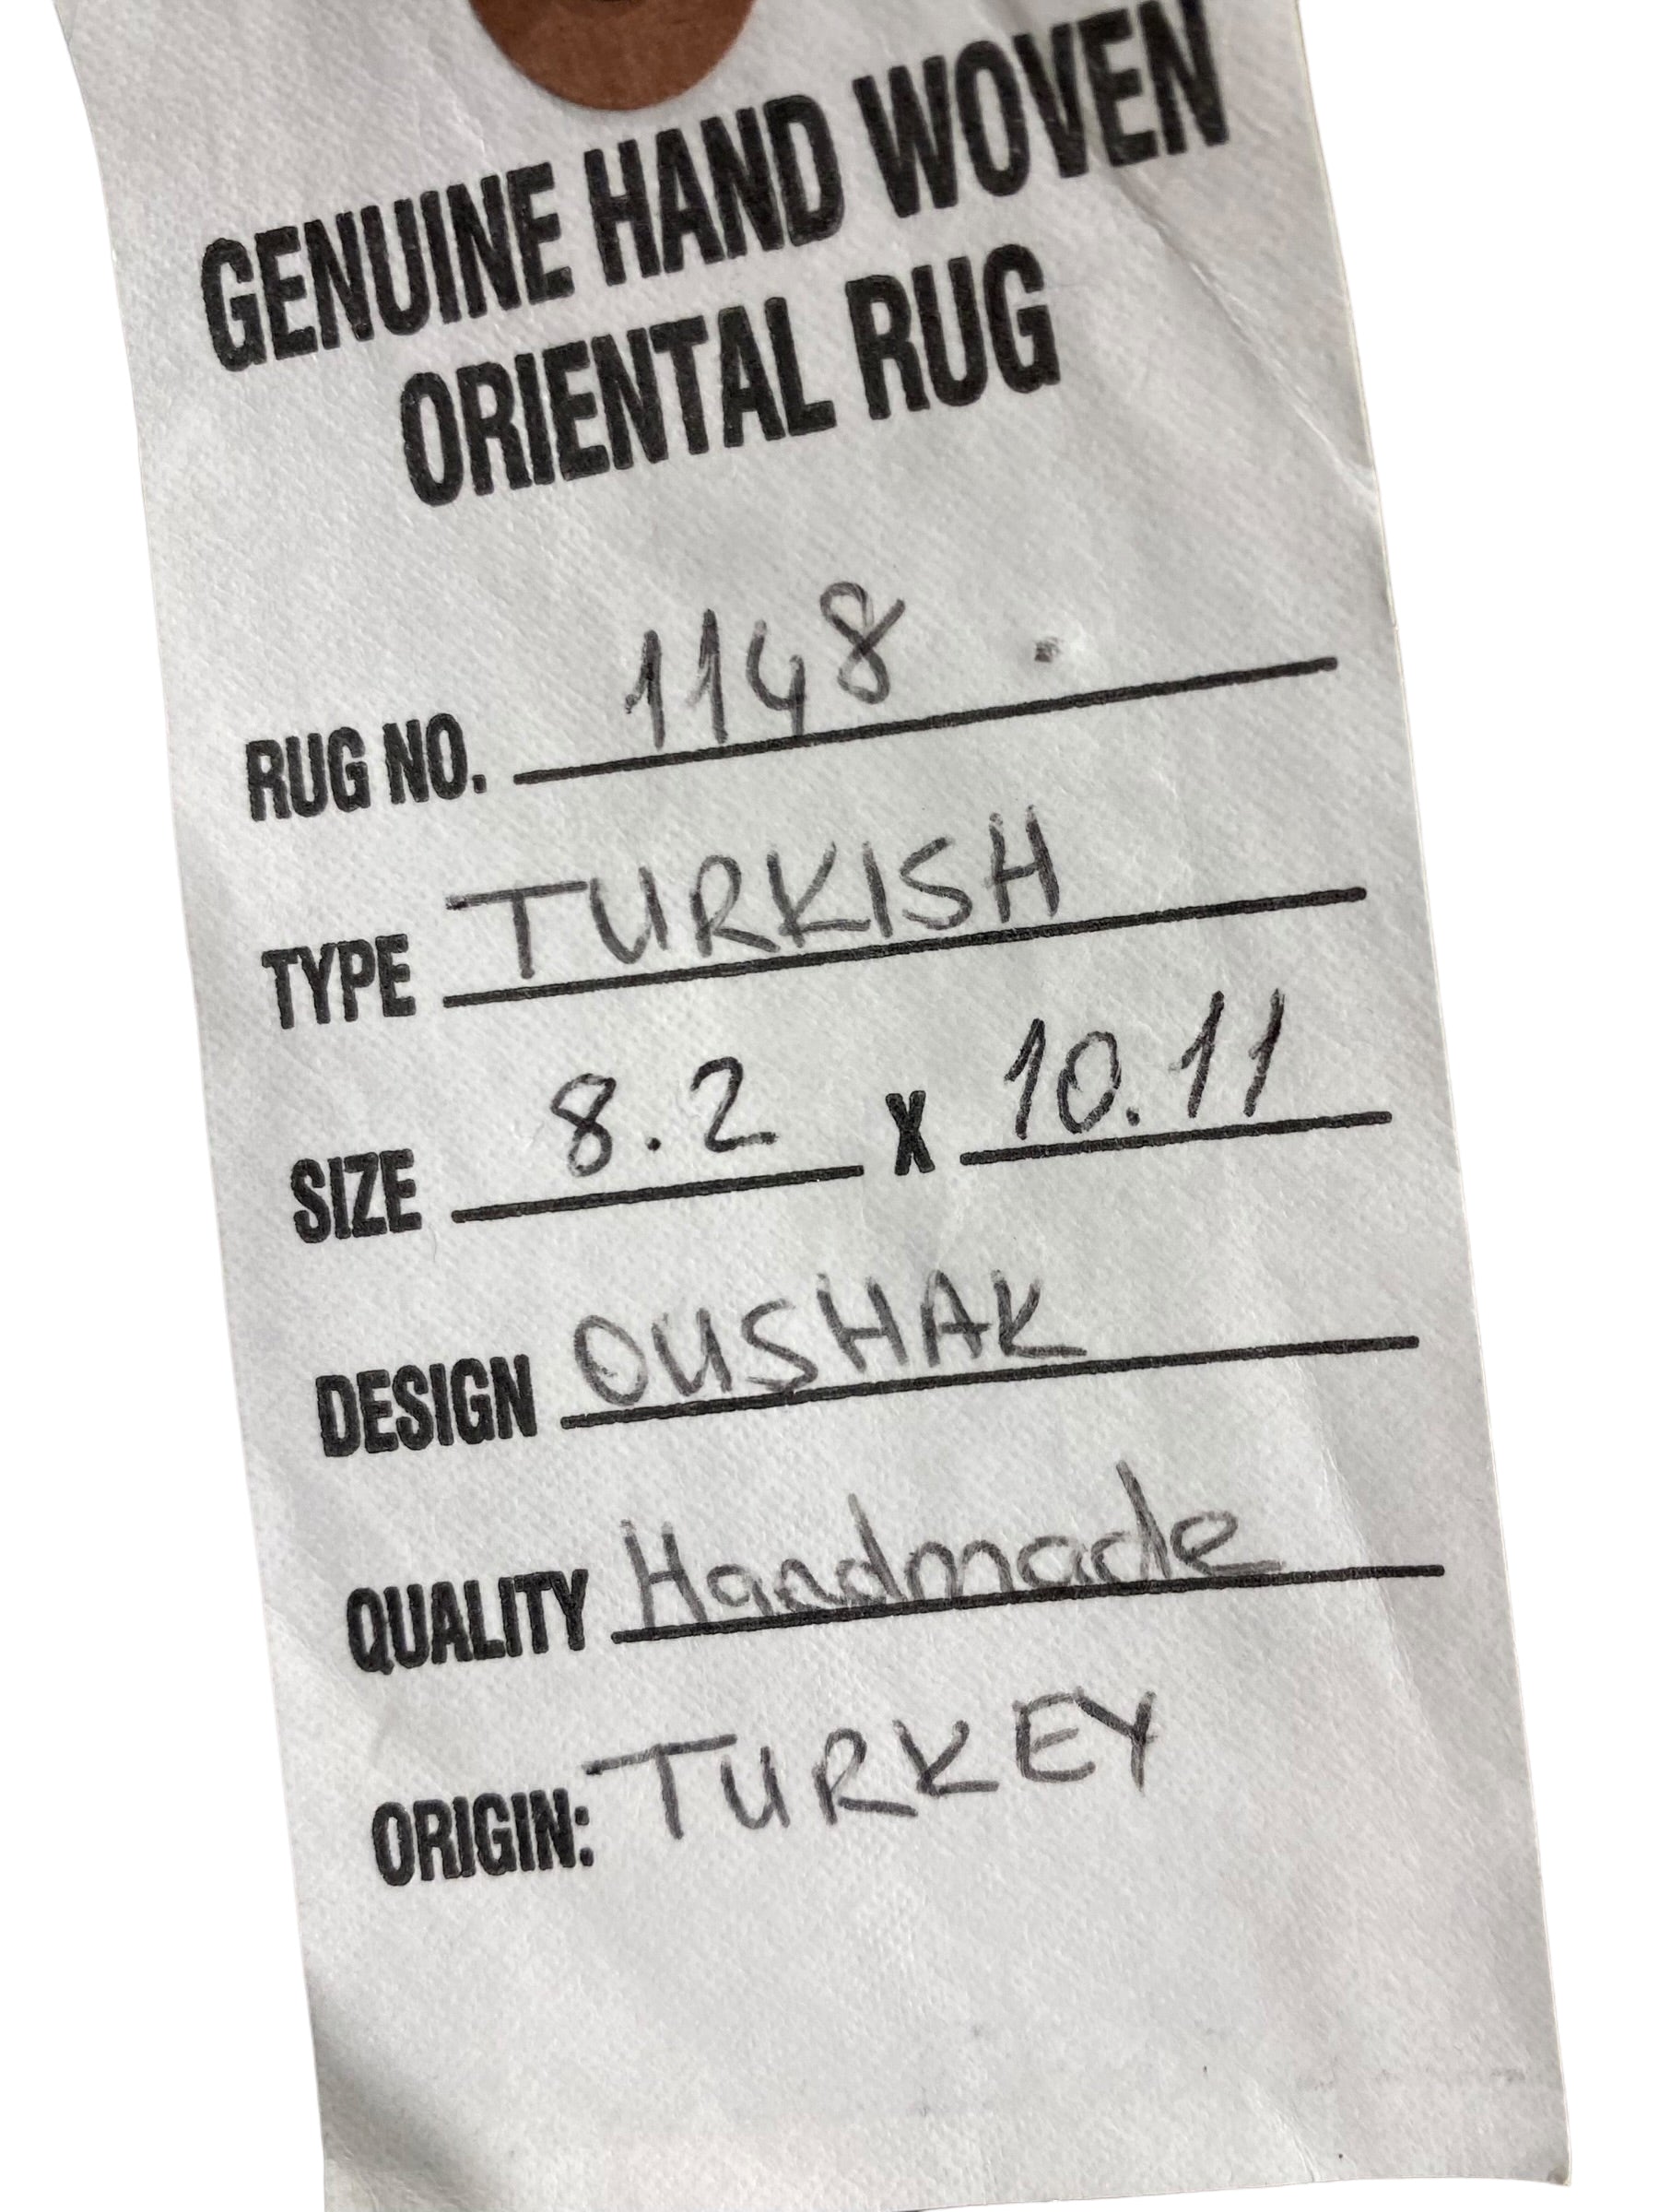 GENUINE HAND WOVEN
ORIENTAL RUG
RUG NO. 1148
TYPE TURKISH
SIZE 8.2 X 10.11
DESIGN OUSHAK
QUALITY Handmade
ORIGIN: TURKEY